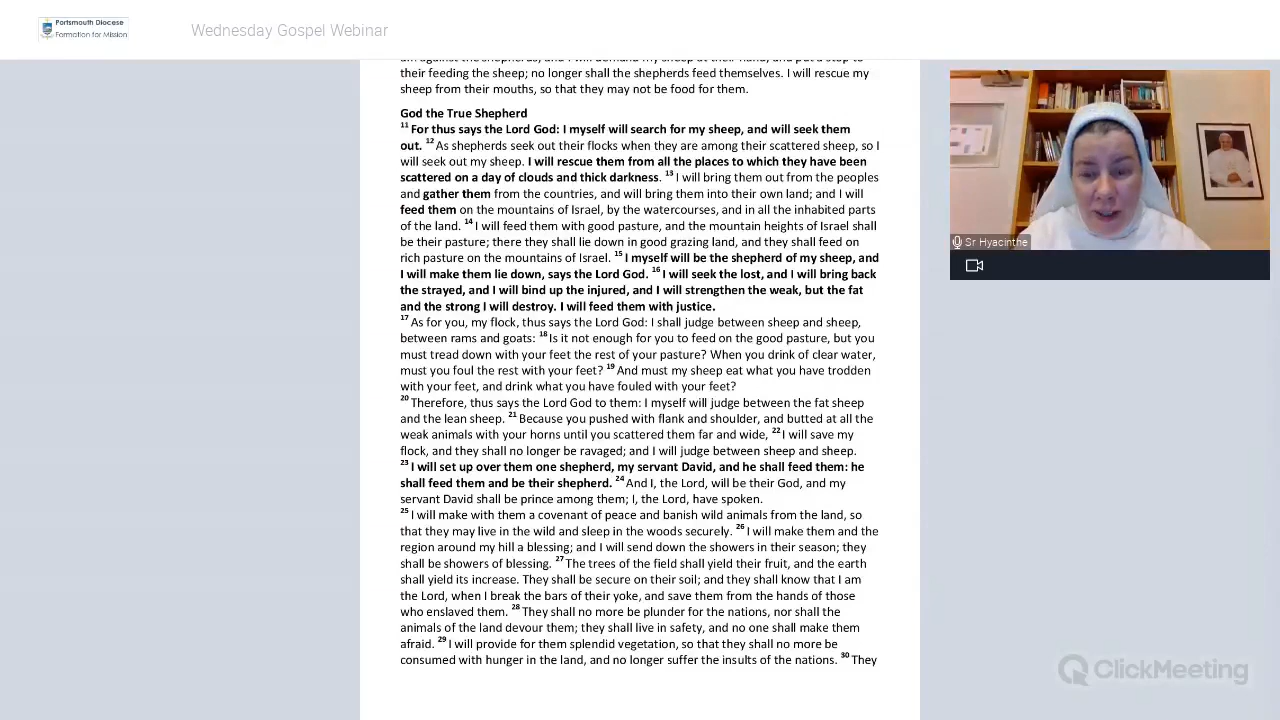 Portsmouth Diocese
Formation for Mission
Wednesday Gospel Webinar
am against the shepherds; and I will demand my sheep at their hand, and put a stop to
their feeding the sheep; no longer shall the shepherds feed themselves. I will rescue my
sheep from their mouths, so that they may not be food for them.
God the True Shepherd
11 For thus says the Lord God: I myself will search for my sheep, and will seek them
out. 12 As shepherds seek out their flocks when they are among their scattered sheep, so I
will seek out my sheep. I will rescue them from all the places to which they have been
scattered on a day of clouds and thick darkness. 13 I will bring them out from the peoples
and gather them from the countries, and will bring them into their own land; and I will
feed them on the mountains of Israel, by the watercourses, and in all the inhabited parts
of the land. 14 I will feed them with good pasture, and the mountain heights of Israel shall
be their pasture; there they shall lie down in good grazing land, and they shall feed on
rich pasture on the mountains of Israel. 15 I myself will be the shepherd of my sheep, and
I will make them lie down, says the Lord God. 16 I will seek the lost, and I will bring back
the strayed, and I will bind up the injured, and I will strengthen the weak, but the fat
and the strong I will destroy. I will feed them with justice.
17 As for you, my flock, thus says the Lord God: I shall judge between sheep and sheep,
between rams and goats: 18 Is it not enough for you to feed on the good pasture, but you
must tread down with your feet the rest of your pasture? When you drink of clear water,
must you foul the rest with your feet? 19 And must my sheep eat what you have trodden
with your feet, and drink what you have fouled with your feet?
20 Therefore, thus says the Lord God to them: I myself will judge between the fat sheep
and the lean sheep. 21 Because you pushed with flank and shoulder, and butted at all the
weak animals with your horns until you scattered them far and wide, 22 I will save my
flock, and they shall no longer be ravaged; and I will judge between sheep and sheep.
23 I will set up over them one shepherd, my servant David, and he shall feed them: he
shall feed them and be their shepherd. 24 And I, the Lord, will be their God, and my
servant David shall be prince among them; I, the Lord, have spoken.
25 I will make with them a covenant of peace and banish wild animals from the land, so
that they may live in the wild and sleep in the woods securely. 26 I will make them and the
region around my hill a blessing; and I will send down the showers in their season; they
shall be showers of blessing. 27 The trees of the field shall yield their fruit, and the earth
shall yield its increase. They shall be secure on their soil; and they shall know that I am
the Lord, when I break the bars of their yoke, and save them from the hands of those
who enslaved them. 28 They shall no more be plunder for the nations, nor shall the
animals of the land devour them; they shall live in safety, and no one shall make them
afraid. 29 I will provide for them splendid vegetation, so that they shall no more be
consumed with hunger in the land, and no longer suffer the insults of the nations. 30 They
Sr Hyacinthe
ClickMeeting